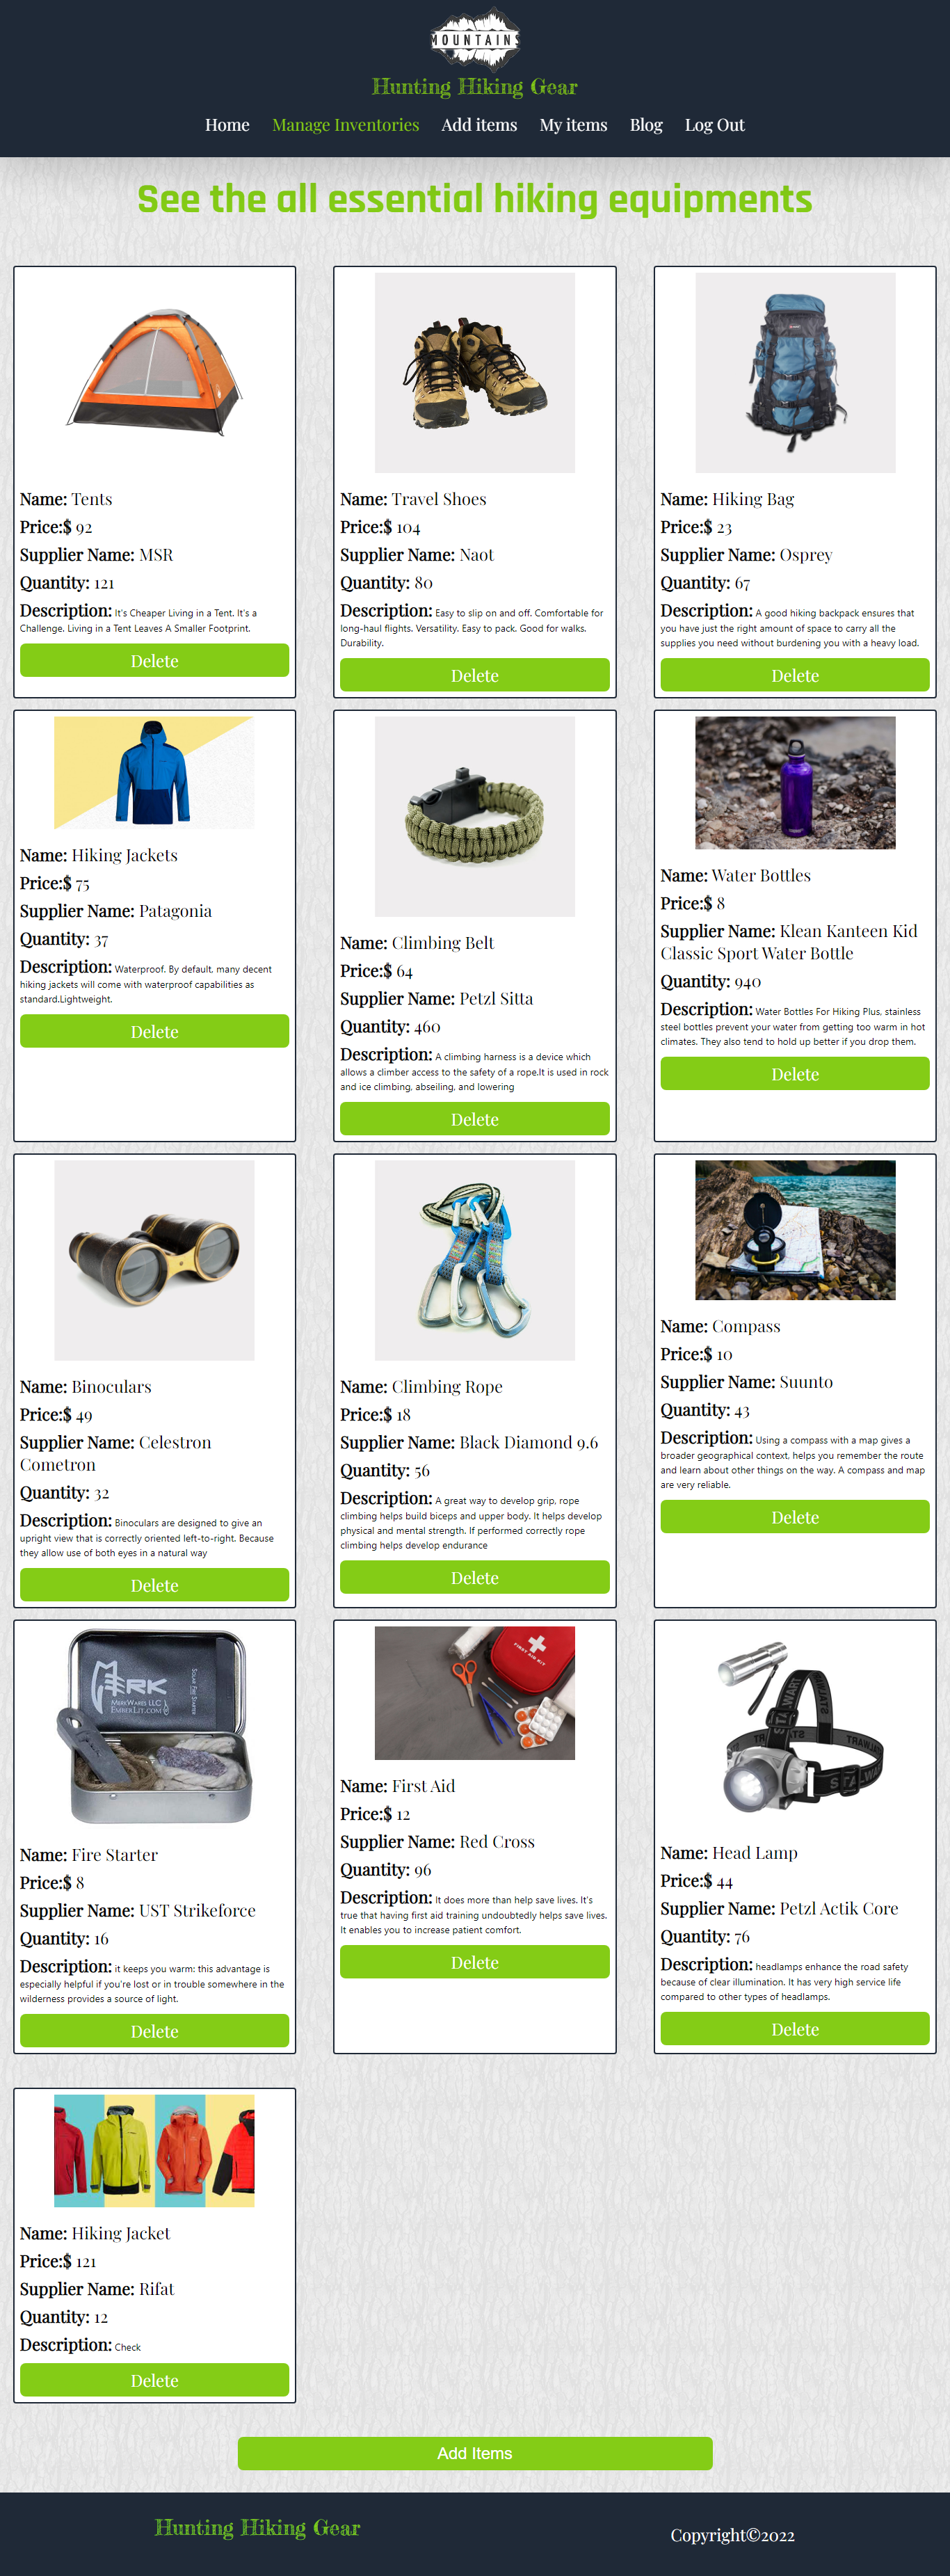 MOUNTAINS
Hunting Hiking Gear
Home Manage Inventories Add items My items Blog Log Out
See the all essential hiking equipments
Name: Tents
Price:$ 92
Supplier Name: MSR
Quantity: 121
Description: It's Cheaper Living in a Tent. It's a
Challenge. Living in a Tent Leaves A Smaller Footprint.
Delete
Name: Travel Shoes
Price:$ 104
Supplier Name: Naot
Quantity: 80
Description: Easy to slip on and off. Comfortable for
long-haul flights. Versatility. Easy to pack. Good for walks.
Durability.
Delete
Name: Hiking Bag
Price:$ 23
Supplier Name: Osprey
Quantity: 67
Description: A good hiking backpack ensures that
you have just the right amount of space to carry all the
supplies you need without burdening you with a heavy load.
Delete
Name: Hiking Jackets
Price:$ 75
Supplier Name: Patagonia
Quantity: 37
Description: Waterproof. By default, many decent
hiking jackets will come with waterproof capabilities as
standard.Lightweight.
Delete
Name: Climbing Belt
Price:$ 64
Supplier Name: Petzl Sitta
Quantity: 460
Description: A climbing harness is a device which
allows a climber access to the safety of a rope.It is used in rock
and ice climbing, abseiling, and lowering
Delete
Name: Water Bottles
Price:$ 8
Supplier Name: Klean Kanteen Kid
Classic Sport Water Bottle
Quantity: 940
Description: Water Bottles For Hiking Plus, stainless
steel bottles prevent your water from getting too warm in hot
climates. They also tend to hold up better if you drop them.
Delete
Name: Binoculars
Price:$ 49
Supplier Name: Celestron
Cometron
Quantity: 32
Description: Binoculars are designed to give an
upright view that is correctly oriented left-to-right. Because
they allow use of both eyes in a natural way
Delete
Name: Climbing Rope
Price:$ 18
Supplier Name: Black Diamond 9.6
Quantity: 56
Description: A great way to develop grip, rope
climbing helps build biceps and upper body. It helps develop
physical and mental strength. If performed correctly rope
climbing helps develop endurance
Delete
Name: Compass
Price:$ 10
Supplier Name: Suunto
Quantity: 43
Description: Using a compass with a map gives a
broader geographical context, helps you remember the route
and learn about other things on the way. A compass and map
are very reliable.
Delete
MERKWARES LLC
EMBERLIT.COM
Name: Fire Starter
Price:$ 8
Supplier Name: UST Strikeforce
Quantity: 16
Description: it keeps you warm: this advantage is
especially helpful if you're lost or in trouble somewhere in the
wilderness provides a source of light.
Delete
FIRST AID KIT
Name: First Aid
Price:$ 12
Supplier Name: Red Cross
Quantity: 96
Description: It does more than help save lives. It's
true that having first aid training undoubtedly helps save lives.
It enables you to increase patient comfort.
Delete
STALWART
Name: Head Lamp
Price:$ 44
Supplier Name: Petzl Actik Core
Quantity: 76
Description: headlamps enhance the road safety
because of clear illumination. It has very high service life
compared to other types of headlamps.
Delete
Name: Hiking Jacket
Price:$ 121
Supplier Name: Rifat
Quantity: 12
Description: Check
Delete
Add Items
Hunting Hiking Gear
Copyright©2022